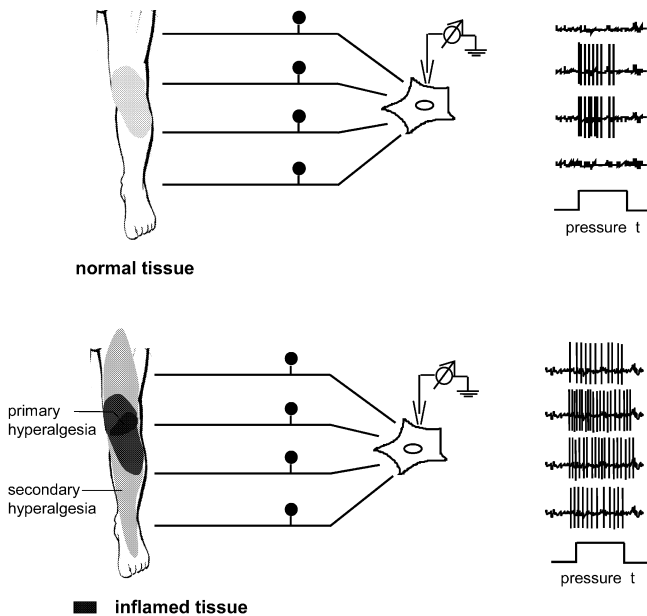 pressure t
normal tissue
primary
hyperalgesia
secondary
hyperalgesia
pressure t
inflamed tissue